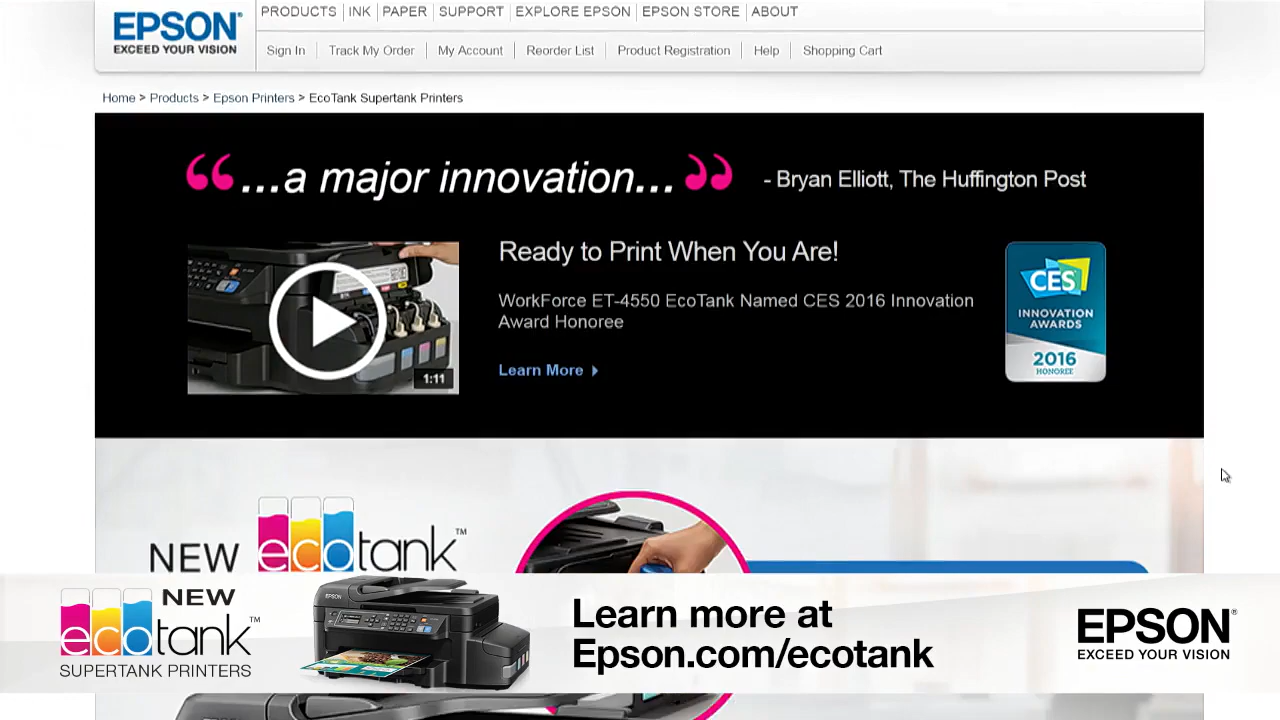 PRODUCTS | INK | PAPER | SUPPORT | EXPLORE EPSON | EPSON STORE | ABOUT
EPSON®
EXCEED YOUR VISION
Sign In | Track My Order | My Account | Reorder List | Product Registration | Help | Shopping Cart
Home > Products > Epson Printers > EcoTank Supertank Printers
“...a major innovation...” - Bryan Elliott, The Huffington Post
Ready to Print When You Are!
WorkForce ET-4550 EcoTank Named CES 2016 Innovation
Award Honoree
Learn More
1:11
CES
INNOVATION
AWARDS
2016
HONOREE
NEW ecotank™
NEW
ecotank™
SUPERTANK PRINTERS
EPSON
Learn more at
Epson.com/ecotank
EPSON®
EXCEED YOUR VISION